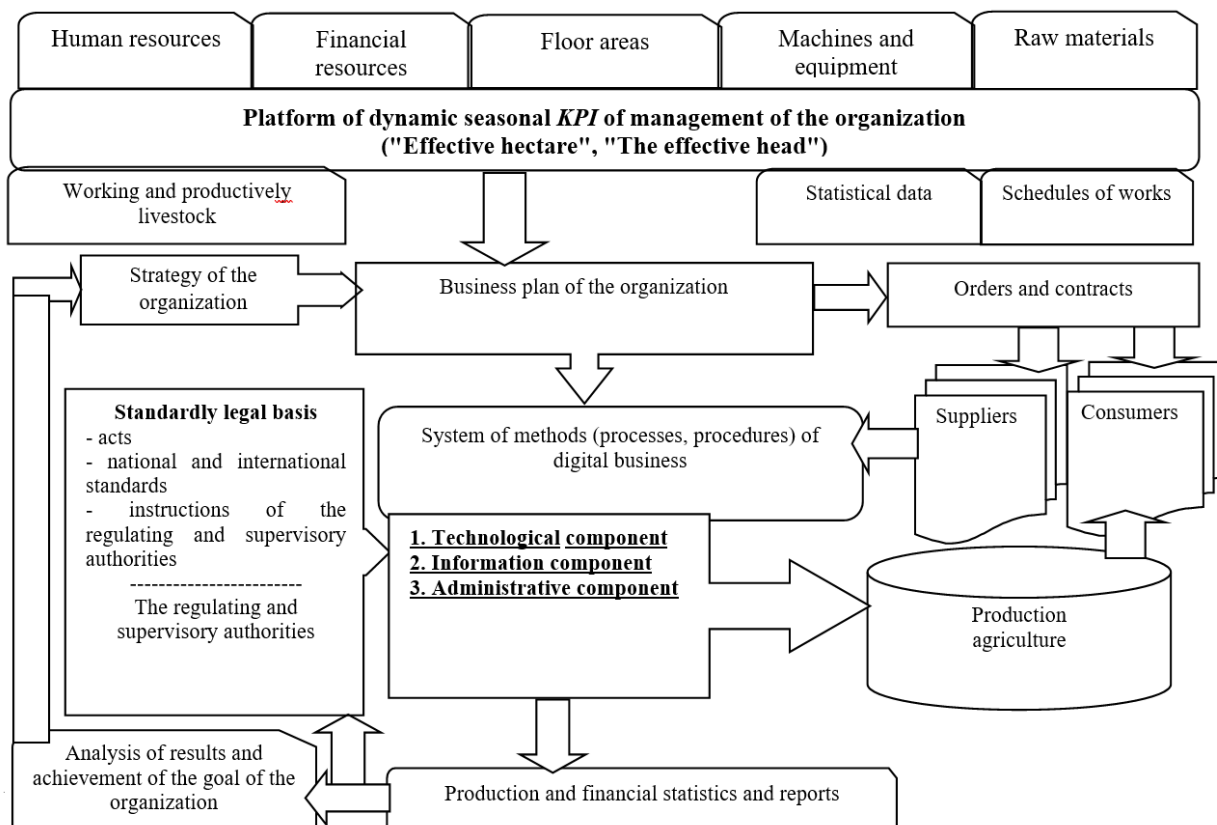 Human resources
Financial
resources
Floor areas
Machines and
equipment
Raw materials
Platform of dynamic seasonal KPI of management of the organization
("Effective hectare", "The effective head")
Working and productively
livestock
Statistical data
Schedules of works
Strategy of the
organization
Business plan of the organization
Orders and contracts
Standardly legal basis
- acts
- national and international
standards
- instructions of the
regulating and supervisory
authorities
-------------------------
The regulating and
supervisory authorities
System of methods (processes, procedures) of
digital business
Suppliers
Consumers
1. Technological component
2. Information component
3. Administrative component
Production
agriculture
Analysis of results and
achievement of the goal of the
organization
Production and financial statistics and reports